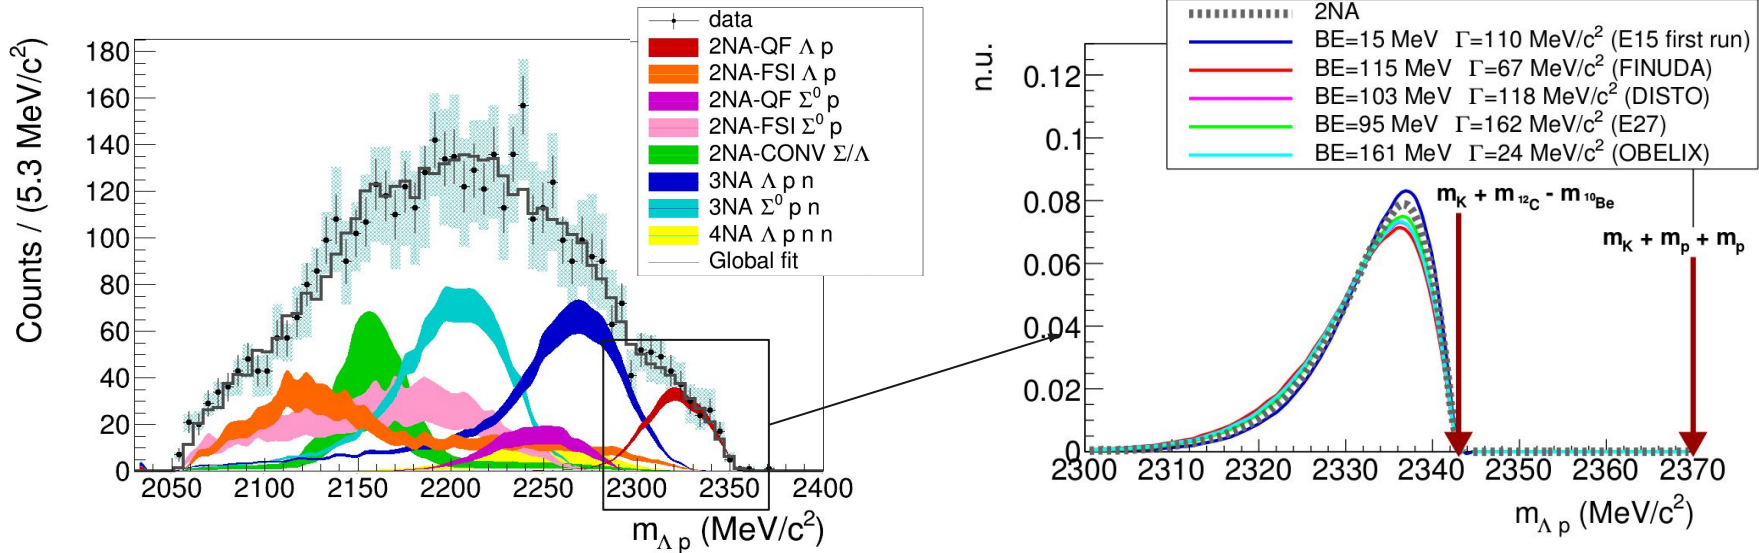 data
2NA-QF Λ p
2NA-FSI Λ p
2NA-QF Σ⁰ p
2NA-FSI Σ⁰ p
2NA-CONV Σ/Λ
3NA Λ p n
3NA Σ⁰ p n
4NA Λ p n n
Global fit
Counts / (5.3 MeV/c²)
180
160
140
120
100
80
60
40
20
0
2050 2100 2150 2200 2250 2300 2350 2400
m_Λ p (MeV/c²)
2NA
BE=15 MeV Γ=110 MeV/c² (E15 first run)
BE=115 MeV Γ=67 MeV/c² (FINUDA)
BE=103 MeV Γ=118 MeV/c² (DISTO)
BE=95 MeV Γ=162 MeV/c² (E27)
BE=161 MeV Γ=24 MeV/c² (OBELIX)
n.u.
0.12
0.1
0.08
0.06
0.04
0.02
0
m_K + m_¹²C - m_¹⁰Be
m_K + m_p + m_p
2300 2310 2320 2330 2340 2350 2360 2370
m_Λ p (MeV/c²)